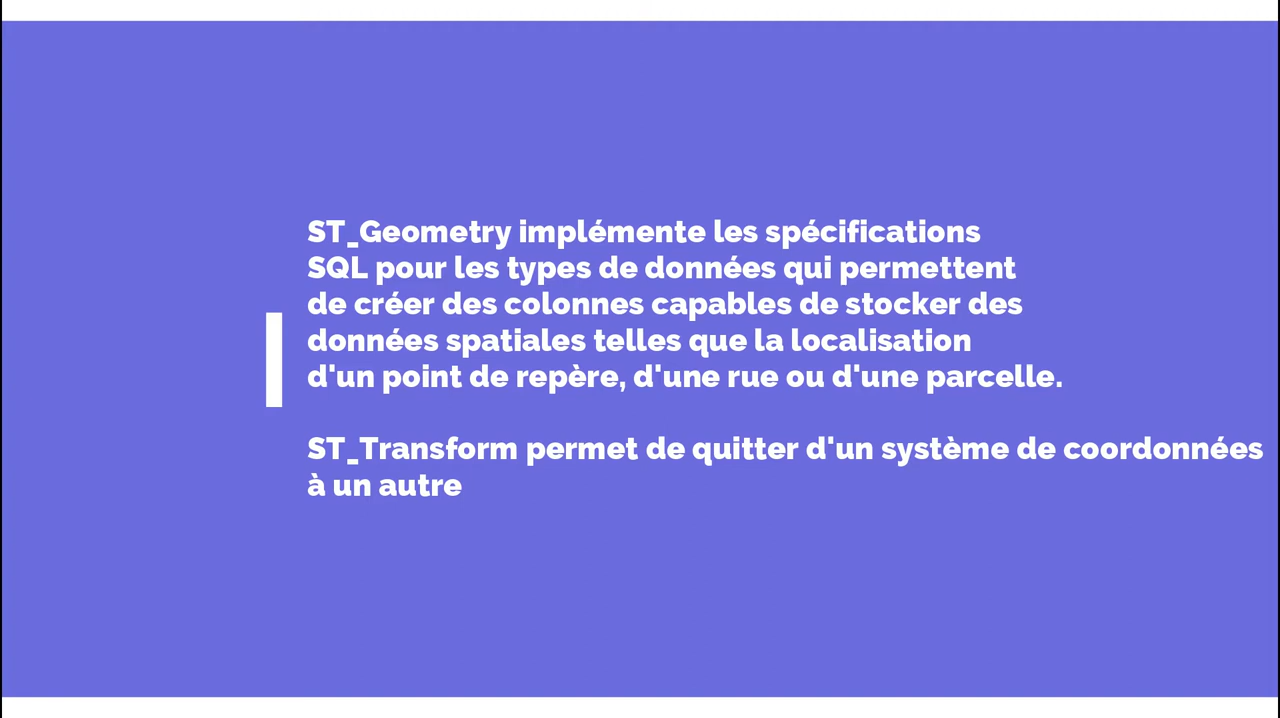 ST_Geometry implémente les spécifications
SQL pour les types de données qui permettent
de créer des colonnes capables de stocker des
données spatiales telles que la localisation
d'un point de repère, d'une rue ou d'une parcelle.
ST_Transform permet de quitter d'un système de coordonnées
à un autre